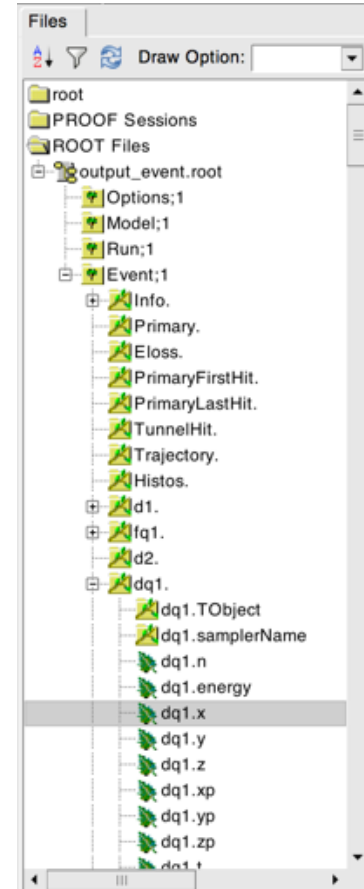 Files
Draw Option:
root
PROOF Sessions
ROOT Files
output_event.root
Options;1
Model;1
Run;1
Event;1
Info.
Primary.
Eloss.
PrimaryFirstHit.
PrimaryLastHit.
TunnelHit.
Trajectory.
Histos.
d1.
fq1.
d2.
dq1.
dq1.TObject
dq1.samplerName
dq1.n
dq1.energy
dq1.x
dq1.y
dq1.z
dq1.xp
dq1.yp
dq1.zp
dq1.t